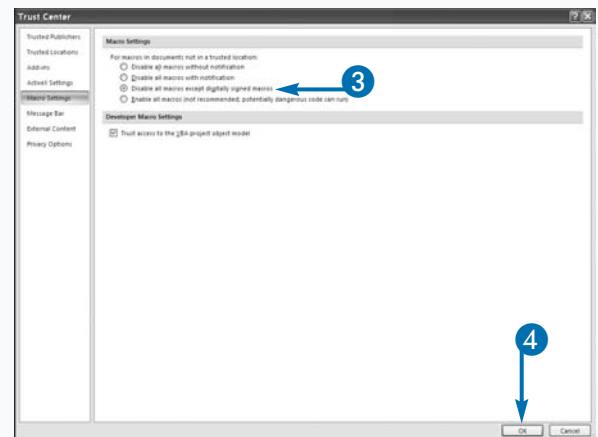 Trust Center
Trusted Publishers
Trusted Locations
Add-ins
ActiveX Settings
Macro Settings
Message Bar
External Content
Privacy Options
Macro Settings
For macros in documents not in a trusted location:
Disable all macros without notification
Disable all macros with notification
Disable all macros except digitally signed macros
3
Enable all macros (not recommended; potentially dangerous code can run)
Developer Macro Settings
Trust access to the VBA project object model
4
OK
Cancel